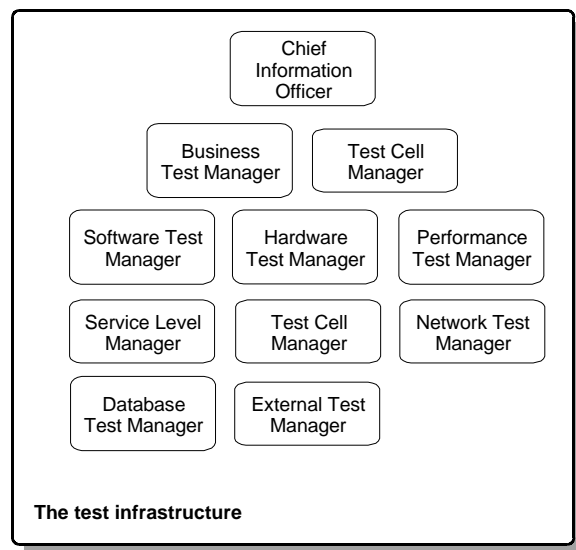 Chief
Information
Officer
Business
Test Manager
Test Cell
Manager
Software Test
Manager
Hardware
Test Manager
Performance
Test Manager
Service Level
Manager
Test Cell
Manager
Network Test
Manager
Database
Test Manager
External Test
Manager
The test infrastructure